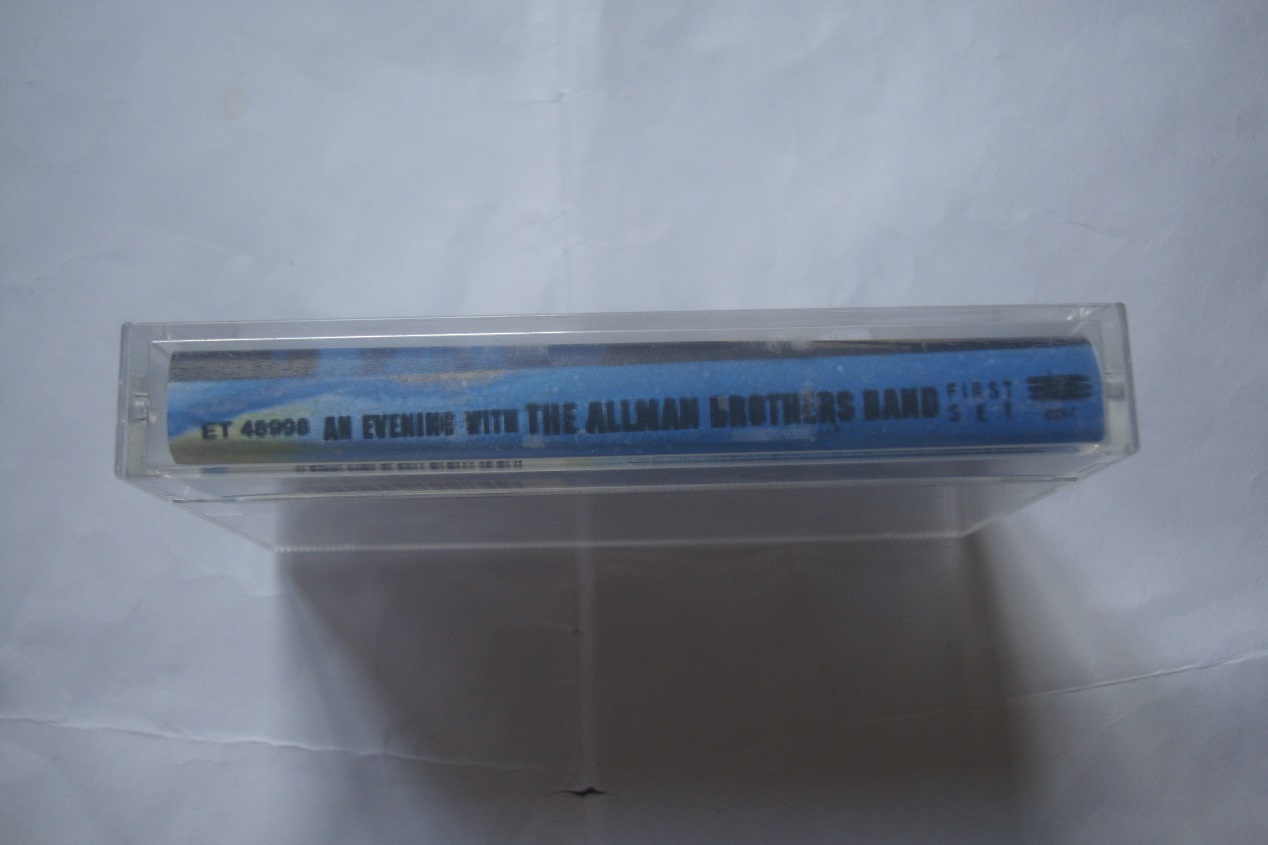 ET 48998 AN EVENING WITH THE ALLMAN BROTHERS BAND FIRST SET